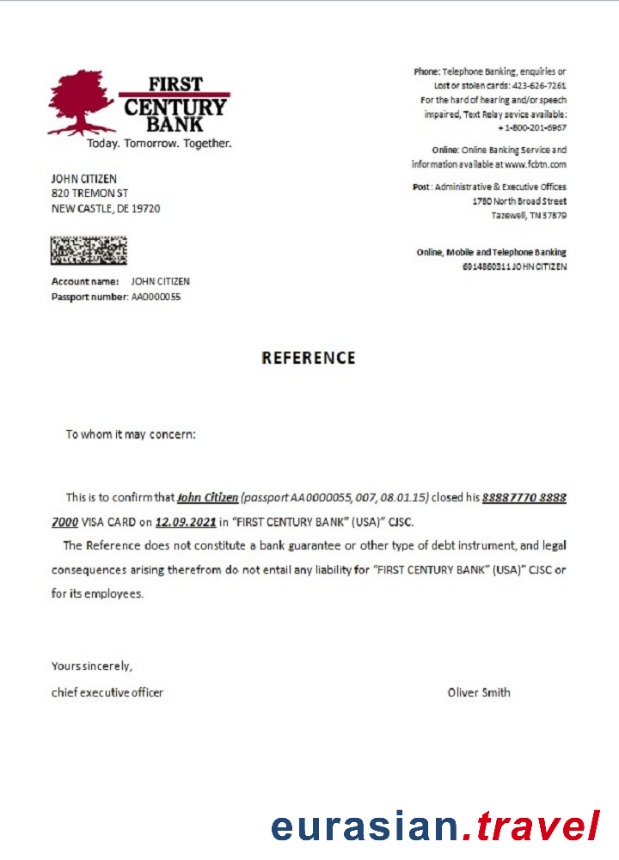 FIRST
CENTURY
BANK
Today. Tomorrow. Together.
Phone: Telephone Banking, enquiries or
Lost or stolen cards: 423-626-7261
For the hard of hearing and/or speech
impaired, Text Relay sevice available:
+1-800-201-6967
Online: Online Banking Service and
information available at www.fcbtn.com
Post: Administrative & Executive Offices
1780 North Broad Street
Tazewell, TN 37879
Online, Mobile and Telephone Banking
6914860311JOHN CITIZEN
JOHN CITIZEN
820 TREMON ST
NEW CASTLE, DE 19720
Account name: JOHN CITIZEN
Passport number: AA0000055
REFERENCE
To whom it may concern:
This is to confirm that John Citizen (passport AA0000055, 007, 08.01.15) closed his 88887770 8888
7000 VISA CARD on 12.09.2021 in "FIRST CENTURY BANK" (USA)" CJSC.
The Reference does not constitute a bank guarantee or other type of debt instrument, and legal
consequences arising therefrom do not entail any liability for "FIRST CENTURY BANK" (USA)" CJSC or
for its employees.
Yours sincerely,
chief executive officer Oliver Smith
eurasian.travel